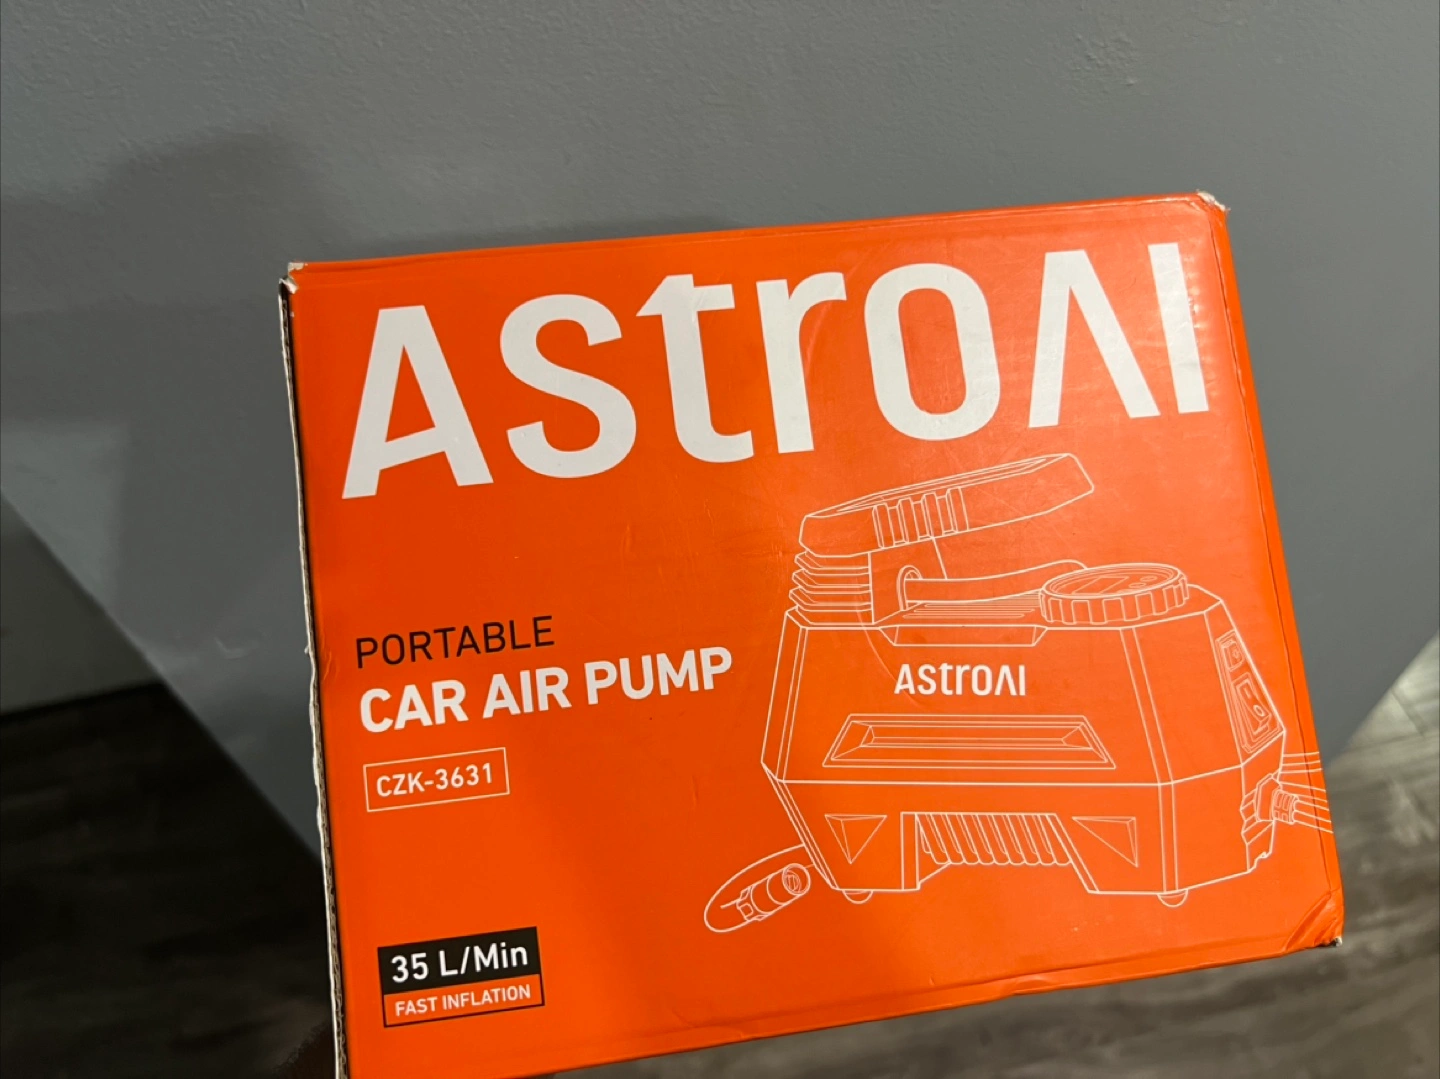 AstroAI
PORTABLE
CAR AIR PUMP
CZK-3631
AstroAI
35 L/Min
FAST INFLATION